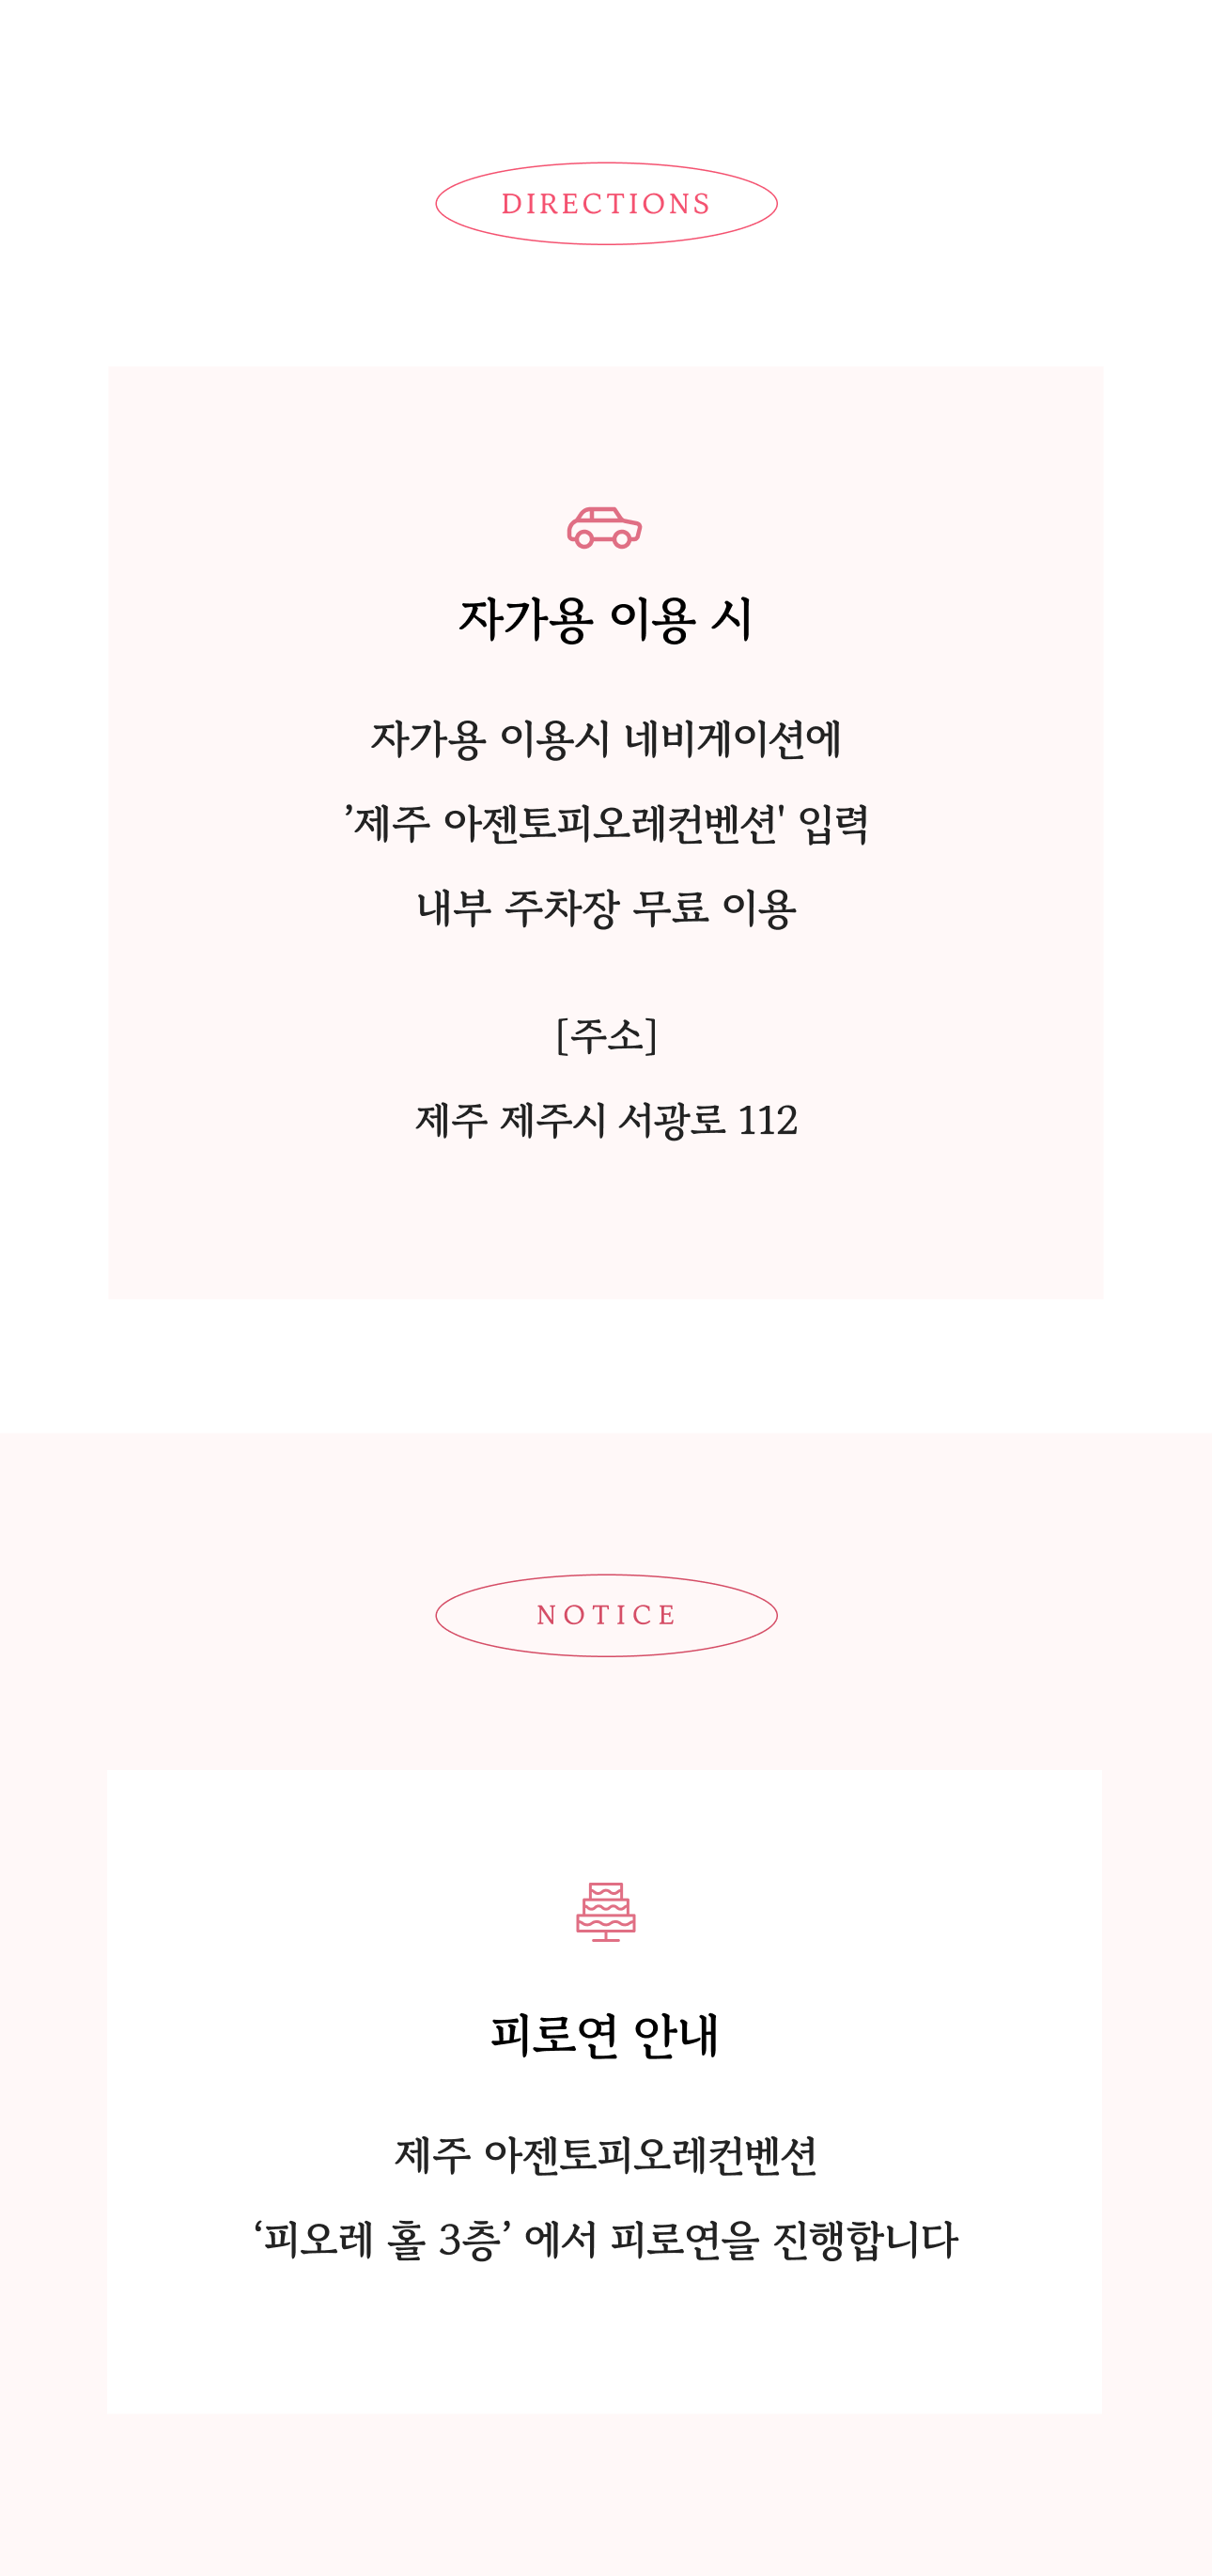 DIRECTIONS
자가용 이용 시
자가용 이용시 네비게이션에
’제주 아젠토피오레컨벤션' 입력
내부 주차장 무료 이용
[주소]
제주 제주시 서광로 112
NOTICE
피로연 안내
제주 아젠토피오레컨벤션
‘피오레 홀 3층’ 에서 피로연을 진행합니다